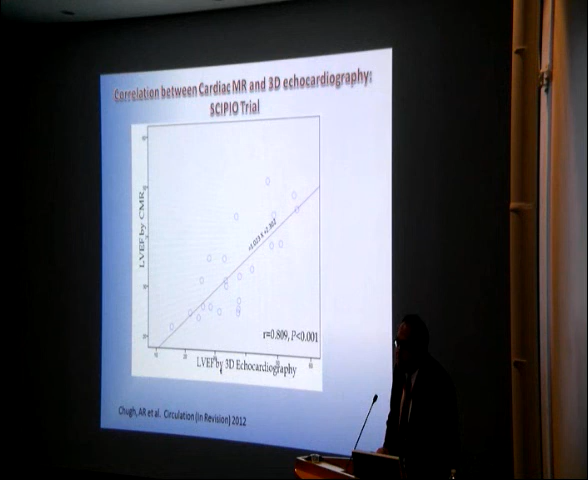 Correlation between Cardiac MR and 3D echocardiography:
SCIPIO Trial
LVEF by CMR
r=0.809, P<0.001
LVEF by 3D Echocardiography
Chugh, AR et al. Circulation (In Revision) 2012